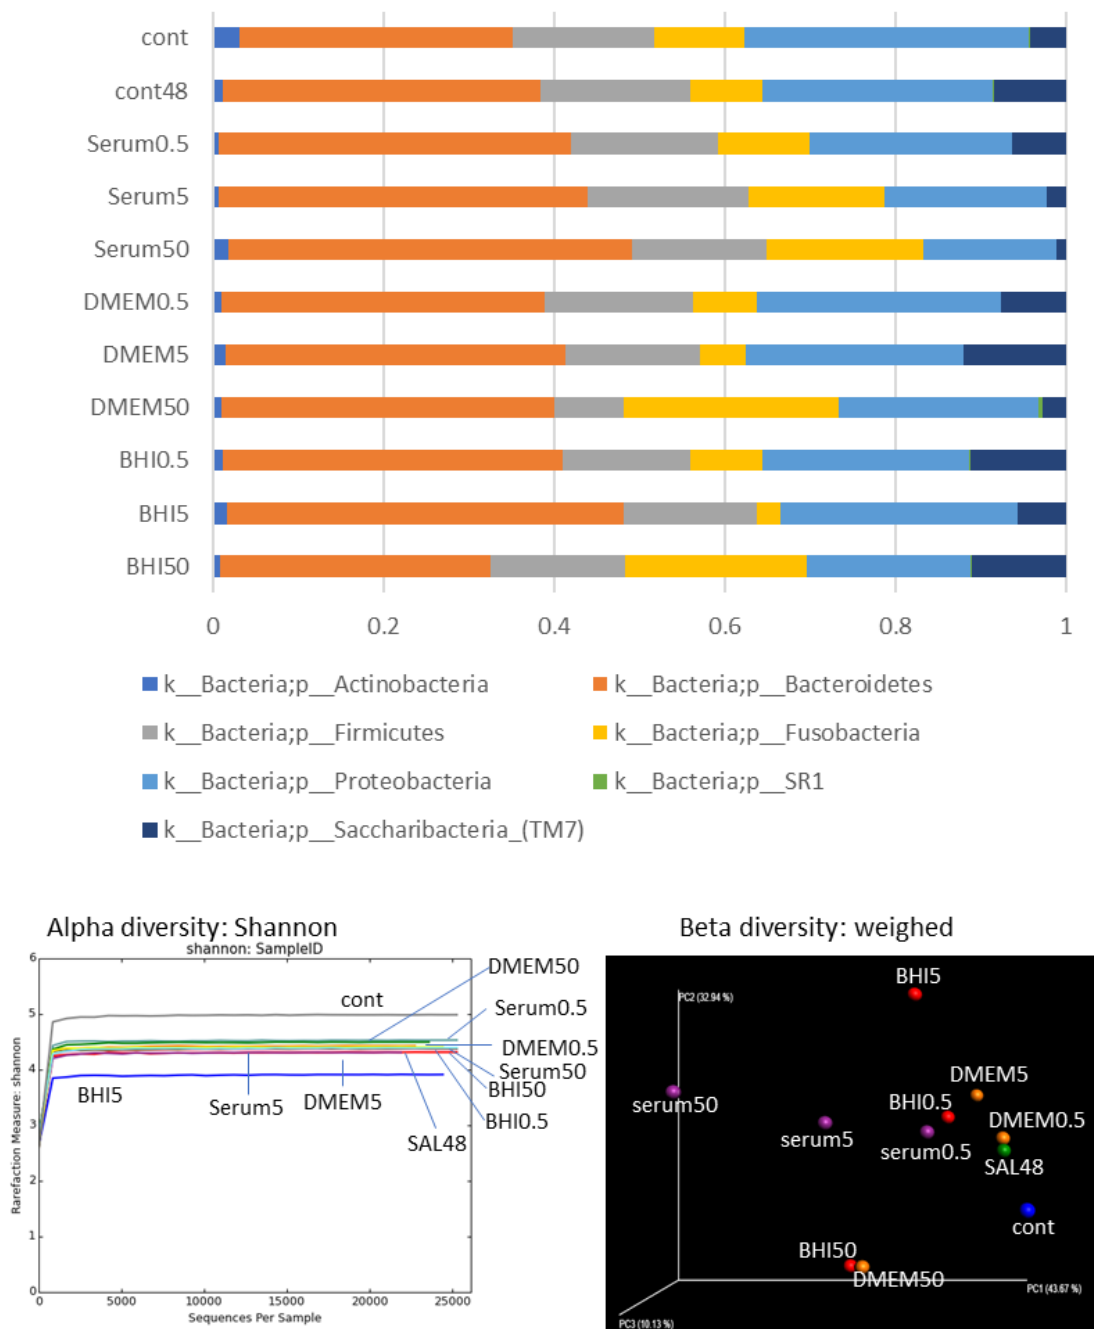 cont
cont48
Serum0.5
Serum5
Serum50
DMEM0.5
DMEM5
DMEM50
BHI0.5
BHI5
BHI50
0 0.2 0.4 0.6 0.8 1
k__Bacteria;p__Actinobacteria k__Bacteria;p__Bacteroidetes
k__Bacteria;p__Firmicutes k__Bacteria;p__Fusobacteria
k__Bacteria;p__Proteobacteria k__Bacteria;p__SR1
k__Bacteria;p__Saccharibacteria_(TM7)
Alpha diversity: Shannon
shannon: SampleID
Rarefaction Measure: shannon
6
5
4
3
2
1
0
0 5000 10000 15000 20000 25000
Sequences Per Sample
cont
DMEM50
Serum0.5
DMEM0.5
Serum50
BHI50
BHI0.5
SAL48
DMEM5
Serum5
BHI5
Beta diversity: weighed
PC2 (32.94 %)
BHI5
serum50
serum5
BHI0.5
serum0.5
DMEM5
DMEM0.5
SAL48
cont
BHI50
DMEM50
PC1 (43.67 %)
PC3 (10.13 %)